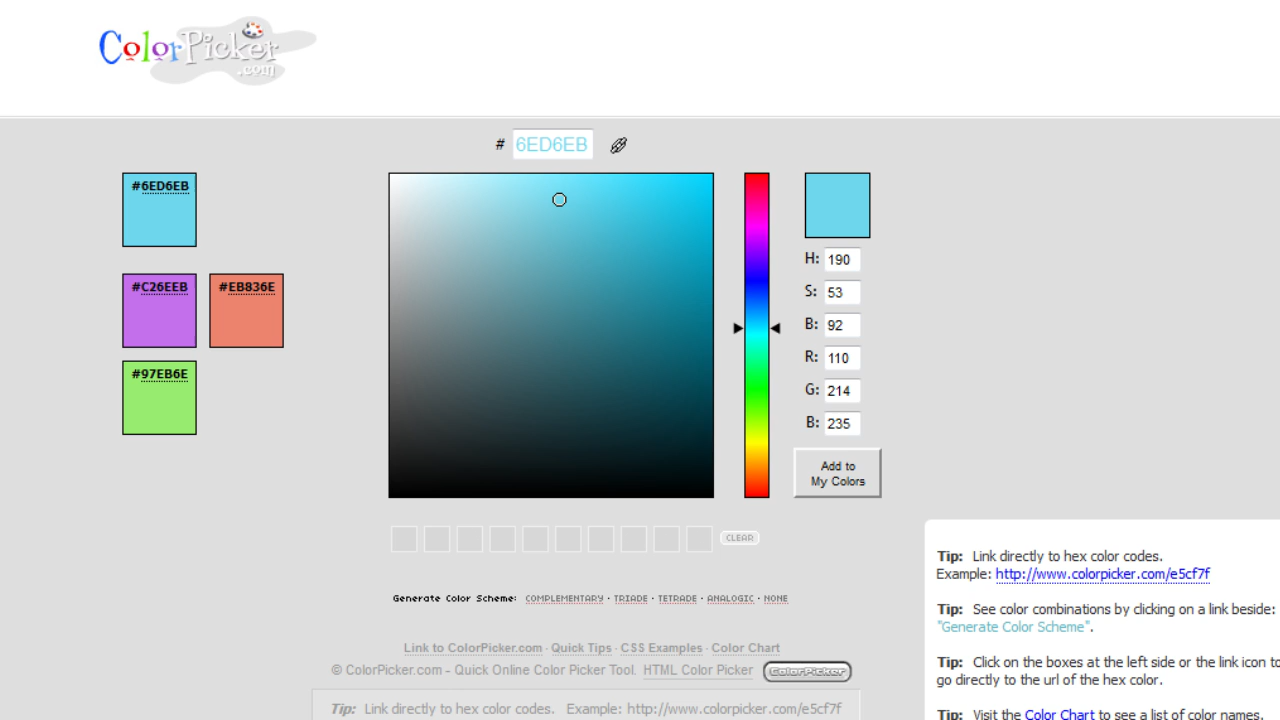 ColorPicker
.com
# 6ED6EB
#6ED6EB
#C26EEB #EB836E
#97EB6E
H: 190
S: 53
B: 92
R: 110
G: 214
B: 235
Add to
My Colors
CLEAR
Generate Color Scheme: COMPLEMENTARY · TRIADE · TETRADE · ANALOGIC · NONE
Link to ColorPicker.com · Quick Tips · CSS Examples · Color Chart
© ColorPicker.com - Quick Online Color Picker Tool. HTML Color Picker ColorPicker
Tip: Link directly to hex color codes. Example: http://www.colorpicker.com/e5cf7f
Tip: Link directly to hex color codes.
Example: http://www.colorpicker.com/e5cf7f
Tip: See color combinations by clicking on a link beside:
"Generate Color Scheme".
Tip: Click on the boxes at the left side or the link icon to
go directly to the url of the hex color.
Tip: Visit the Color Chart to see a list of color names.